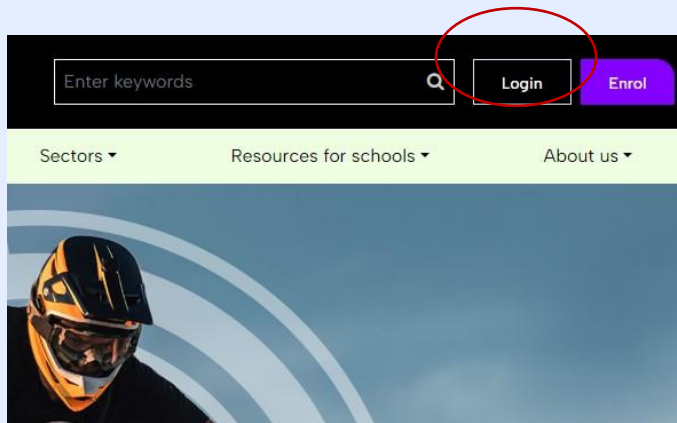 Enter keywords
Login
Enrol
Sectors
Resources for schools
About us